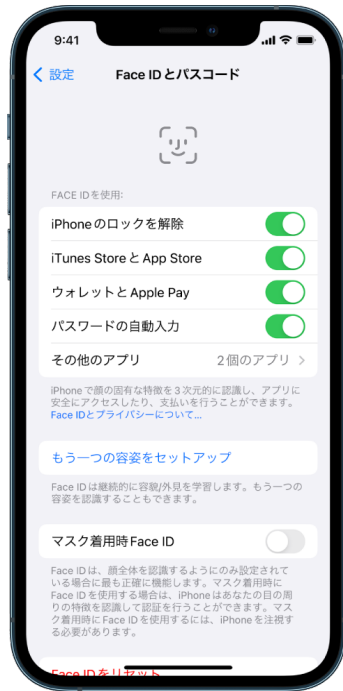 9:41
設定
Face IDとパスコード
FACE IDを使用:
iPhoneのロックを解除
iTunes StoreとApp Store
ウォレットとApple Pay
パスワードの自動入力
その他のアプリ 2個のアプリ
iPhoneで顔の固有な特徴を3次元的に認識し、アプリに
安全にアクセスしたり、支払いを行うことができます。
Face IDとプライバシーについて...
もう一つの容姿をセットアップ
Face IDは継続的に容貌/外見を学習します。もう一つの
容姿を認識することもできます。
マスク着用時Face ID
Face IDは、顔全体を認識するようにのみ設定されて
いる場合に最も正確に機能します。マスク着用時に
Face IDを使用する場合は、iPhoneはあなたの目の周
りの特徴を認識して認証を行うことができます。マス
ク着用時にFace IDを使用するには、iPhoneを注視す
る必要があります。
Face IDをリセット